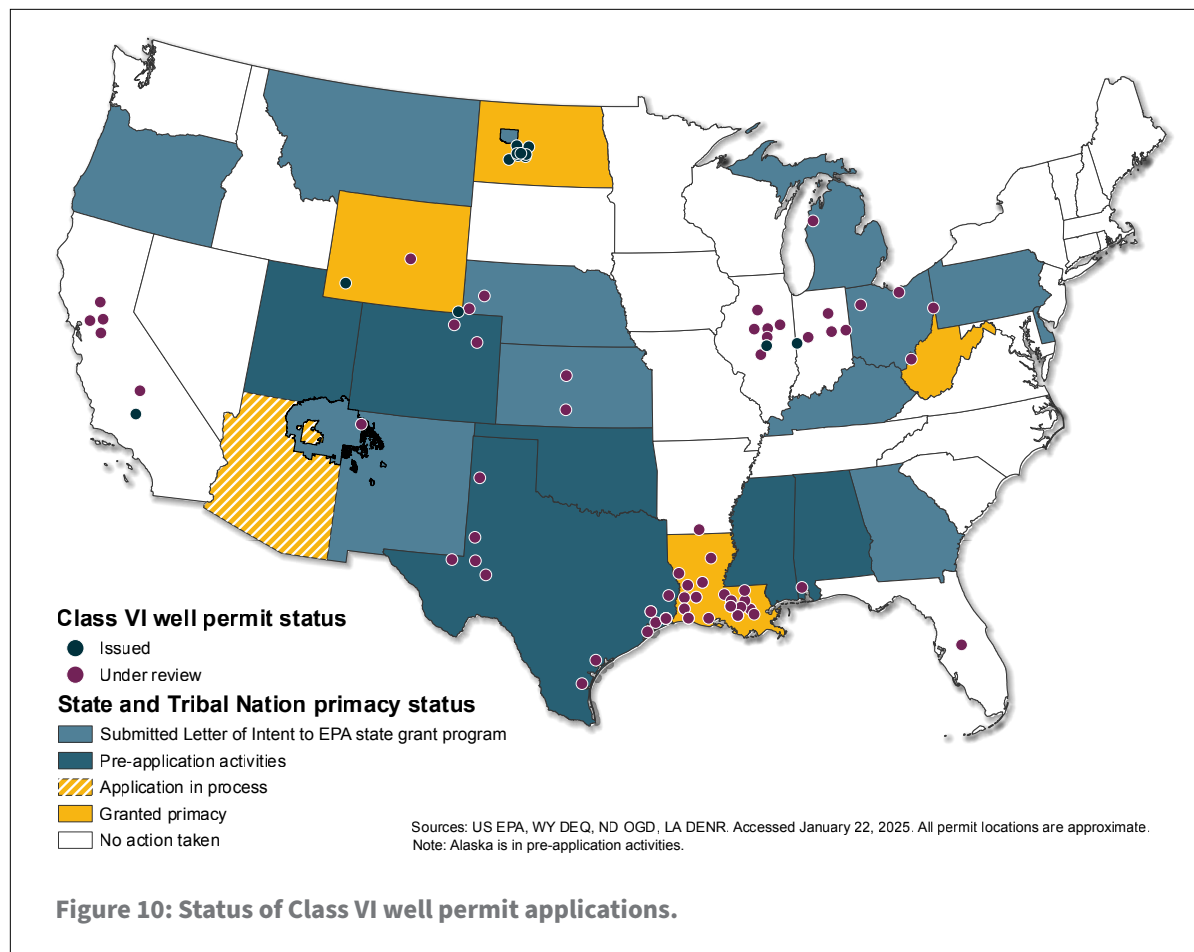 Class VI well permit status
Issued
Under review
State and Tribal Nation primacy status
Submitted Letter of Intent to EPA state grant program
Pre-application activities
Application in process
Granted primacy
No action taken
Sources: US EPA, WY DEQ, ND OGD, LA DENR. Accessed January 22, 2025. All permit locations are approximate.
Note: Alaska is in pre-application activities.
Figure 10: Status of Class VI well permit applications.